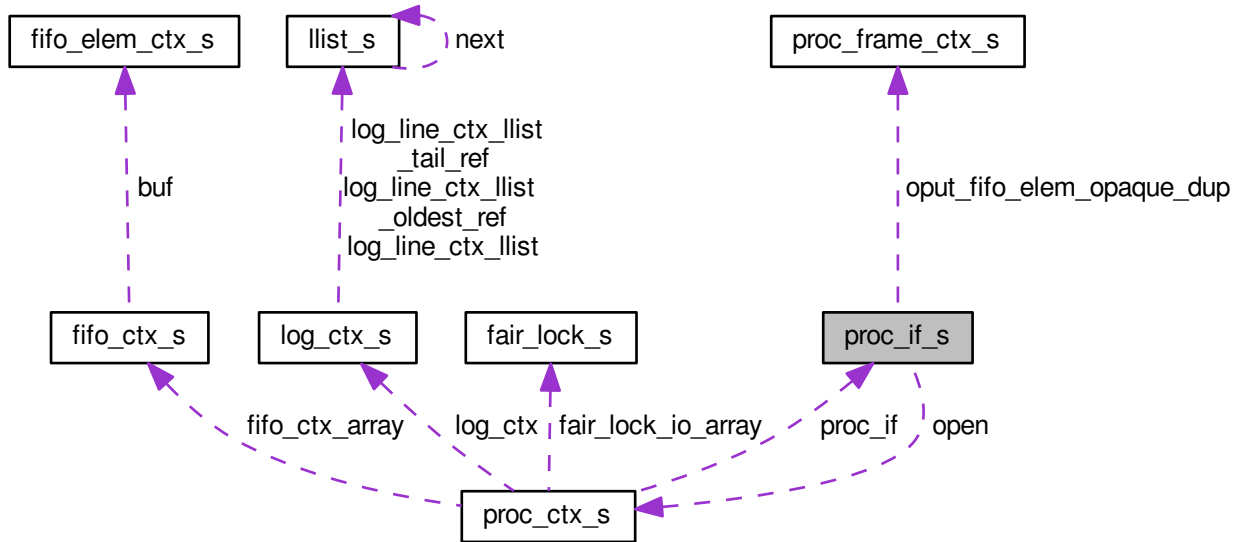 fifo_elem_ctx_s
llist_s
next
proc_frame_ctx_s
buf
log_line_ctx_llist
_tail_ref
log_line_ctx_llist
_oldest_ref
log_line_ctx_llist
oput_fifo_elem_opaque_dup
fifo_ctx_s
log_ctx_s
fair_lock_s
proc_if_s
fifo_ctx_array
log_ctx
fair_lock_io_array
proc_if
open
proc_ctx_s